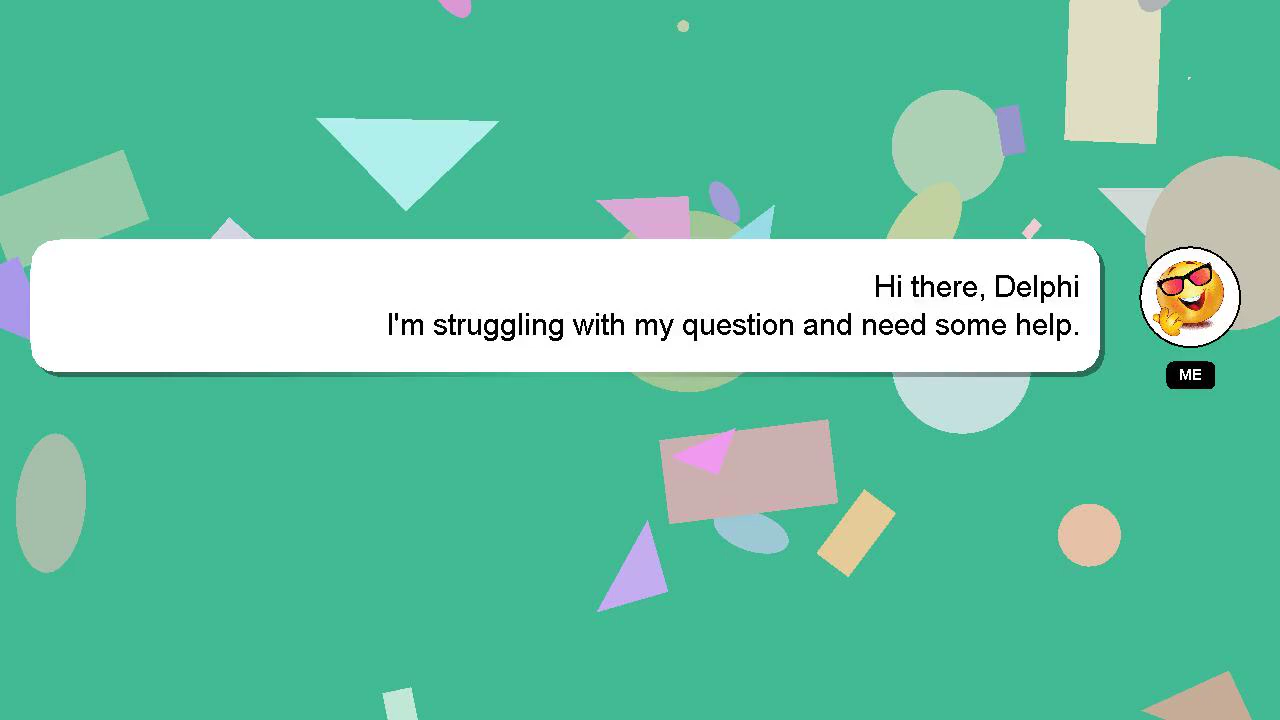 Hi there, Delphi
I'm struggling with my question and need some help.
ME